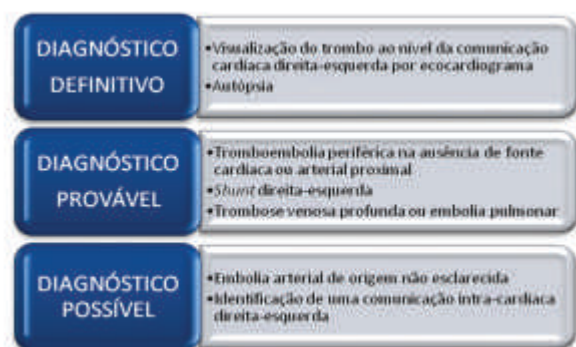 DIAGNÓSTICO
DEFINITIVO
•Visualização do trombo ao nível da comunicação
cardíaca direita-esquerda por ecocardiograma
•Autópsia
DIAGNÓSTICO
PROVÁVEL
•Tromboembolia periférica na ausência de fonte
cardíaca ou arterial proximal
•Shunt direita-esquerda
•Trombose venosa profunda ou embolia pulmonar
DIAGNÓSTICO
POSSÍVEL
•Embolia arterial de origem não esclarecida
•Identificação de uma comunicação intra-cardíaca
direita-esquerda